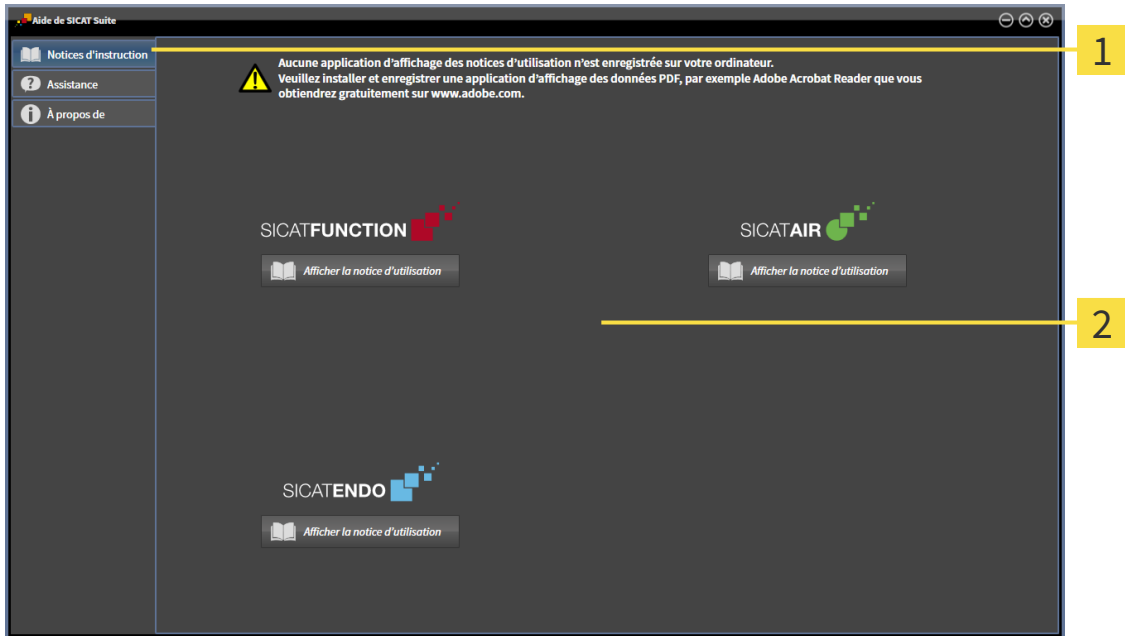 Aide de SICAT Suite
Notices d'instruction
Assistance
À propos de
Aucune application d'affichage des notices d'utilisation n'est enregistrée sur votre ordinateur.
Veuillez installer et enregistrer une application d'affichage des données PDF, par exemple Adobe Acrobat Reader que vous
obtiendrez gratuitement sur www.adobe.com.
SICATFUNCTION
Afficher la notice d'utilisation
SICATAIR
Afficher la notice d'utilisation
SICATENDO
Afficher la notice d'utilisation
1
2